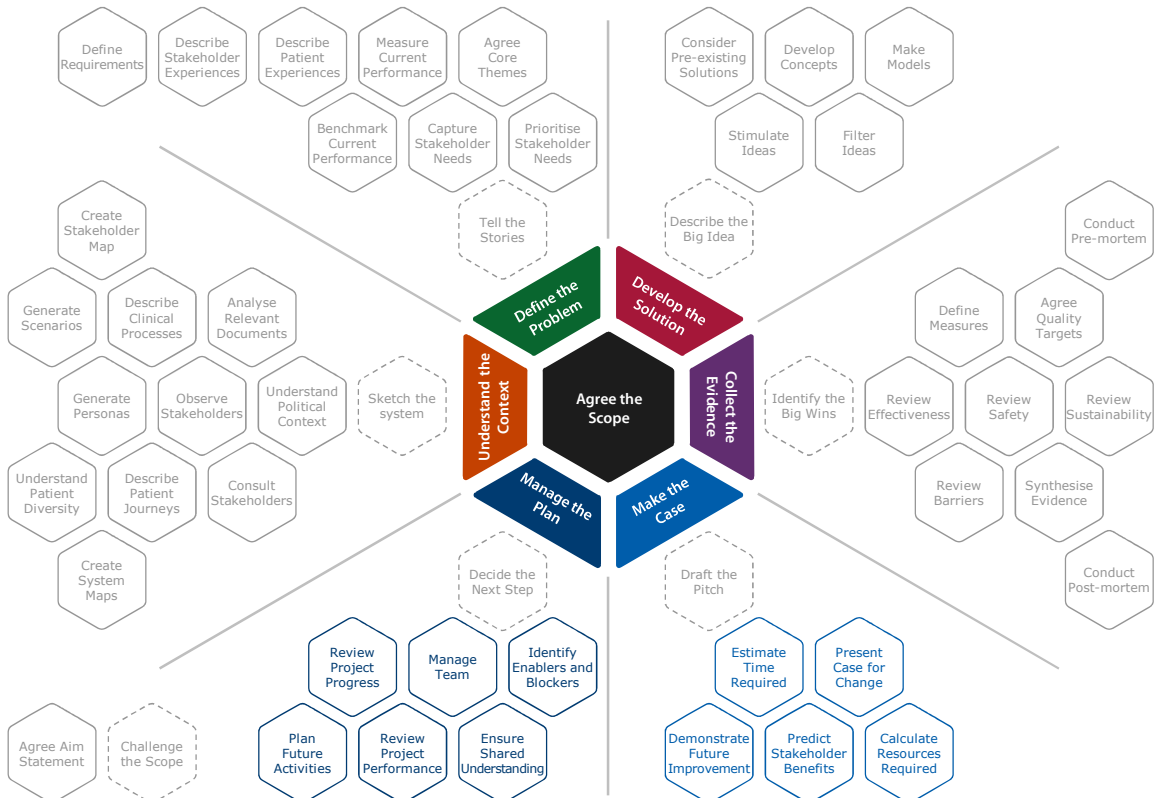 Define
Requirements
Describe
Stakeholder
Experiences
Describe
Patient
Experiences
Measure
Current
Performance
Agree
Core
Themes
Benchmark
Current
Performance
Capture
Stakeholder
Needs
Prioritise
Stakeholder
Needs
Tell the
Stories
Consider
Pre-existing
Solutions
Develop
Concepts
Make
Models
Stimulate
Ideas
Filter
Ideas
Describe the
Big Idea
Create
Stakeholder
Map
Generate
Scenarios
Describe
Clinical
Processes
Analyse
Relevant
Documents
Generate
Personas
Observe
Stakeholders
Understand
Political
Context
Sketch the
system
Understand
Patient
Diversity
Describe
Patient
Journeys
Consult
Stakeholders
Create
System
Maps
Define the
Problem
Develop the
Solution
Understand the
Context
Agree the
Scope
Collect the
Evidence
Manage the
Plan
Make the
Case
Conduct
Pre-mortem
Define
Measures
Agree
Quality
Targets
Identify the
Big Wins
Review
Effectiveness
Review
Safety
Review
Sustainability
Review
Barriers
Synthesise
Evidence
Conduct
Post-mortem
Decide the
Next Step
Review
Project
Progress
Manage
Team
Identify
Enablers and
Blockers
Plan
Future
Activities
Review
Project
Performance
Ensure
Shared
Understanding
Draft the
Pitch
Estimate
Time
Required
Present
Case for
Change
Demonstrate
Future
Improvement
Predict
Stakeholder
Benefits
Calculate
Resources
Required
Agree Aim
Statement
Challenge
the Scope